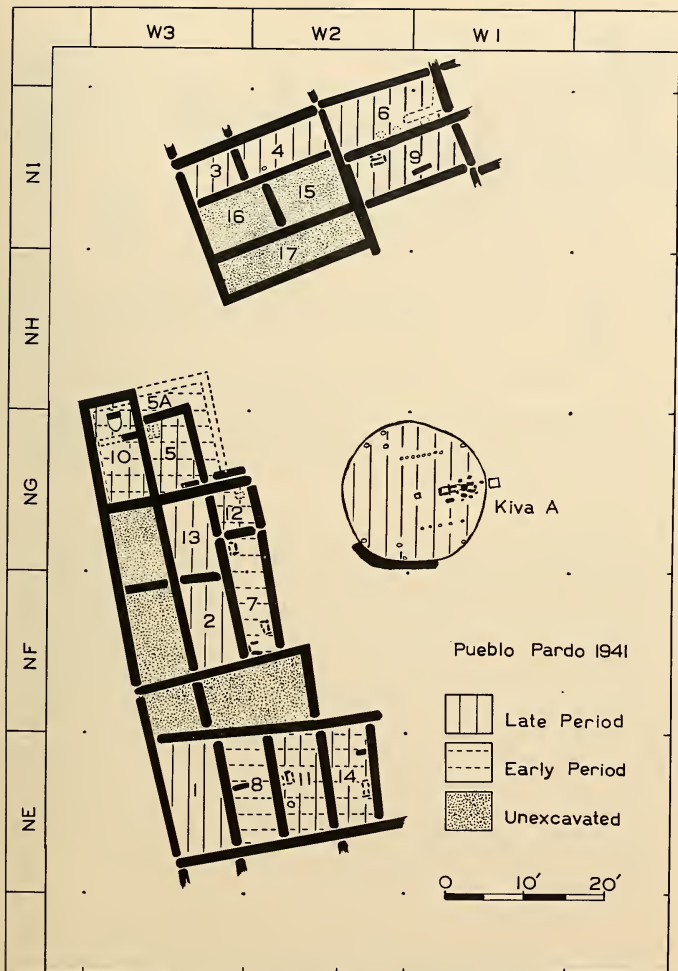 W3 W2 W1
NI
NH
NG
NF
NE
6
4
3
9
15
16
17
5A
10
5
12
13
7
2
1
8
11
14
Kiva A
Pueblo Pardo 1941
Late Period
Early Period
Unexcavated
0 10' 20'